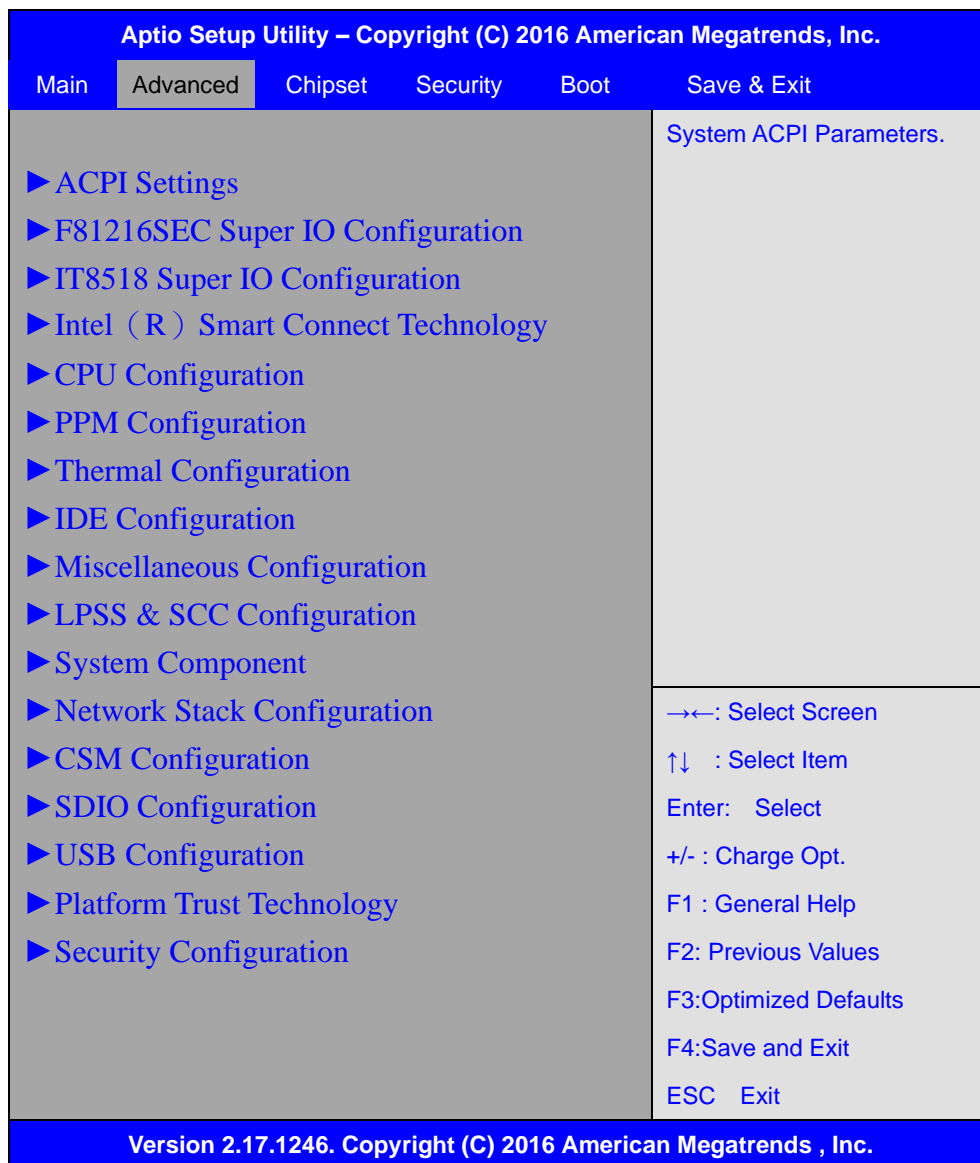 Aptio Setup Utility – Copyright (C) 2016 American Megatrends, Inc.
Main Advanced Chipset Security Boot Save & Exit
System ACPI Parameters.
►ACPI Settings
►F81216SEC Super IO Configuration
►IT8518 Super IO Configuration
►Intel（R）Smart Connect Technology
►CPU Configuration
►PPM Configuration
►Thermal Configuration
►IDE Configuration
►Miscellaneous Configuration
►LPSS & SCC Configuration
►System Component
►Network Stack Configuration
►CSM Configuration
►SDIO Configuration
►USB Configuration
►Platform Trust Technology
►Security Configuration
→←: Select Screen
↑↓ : Select Item
Enter: Select
+/- : Charge Opt.
F1 : General Help
F2: Previous Values
F3:Optimized Defaults
F4:Save and Exit
ESC Exit
Version 2.17.1246. Copyright (C) 2016 American Megatrends , Inc.